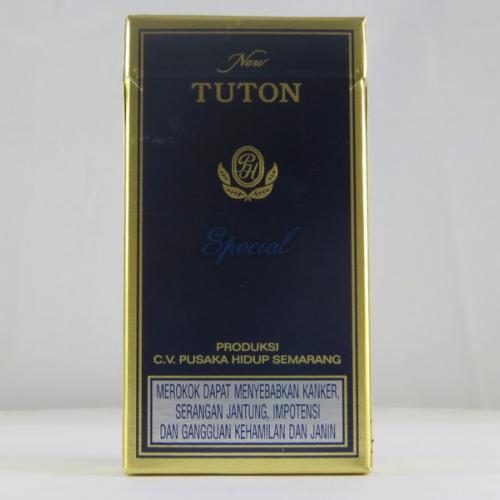 New
TUTON
PH
Special
PRODUKSI
C.V. PUSAKA HIDUP SEMARANG
MEROKOK DAPAT MENYEBABKAN KANKER,
SERANGAN JANTUNG, IMPOTENSI
DAN GANGGUAN KEHAMILAN DAN JANIN